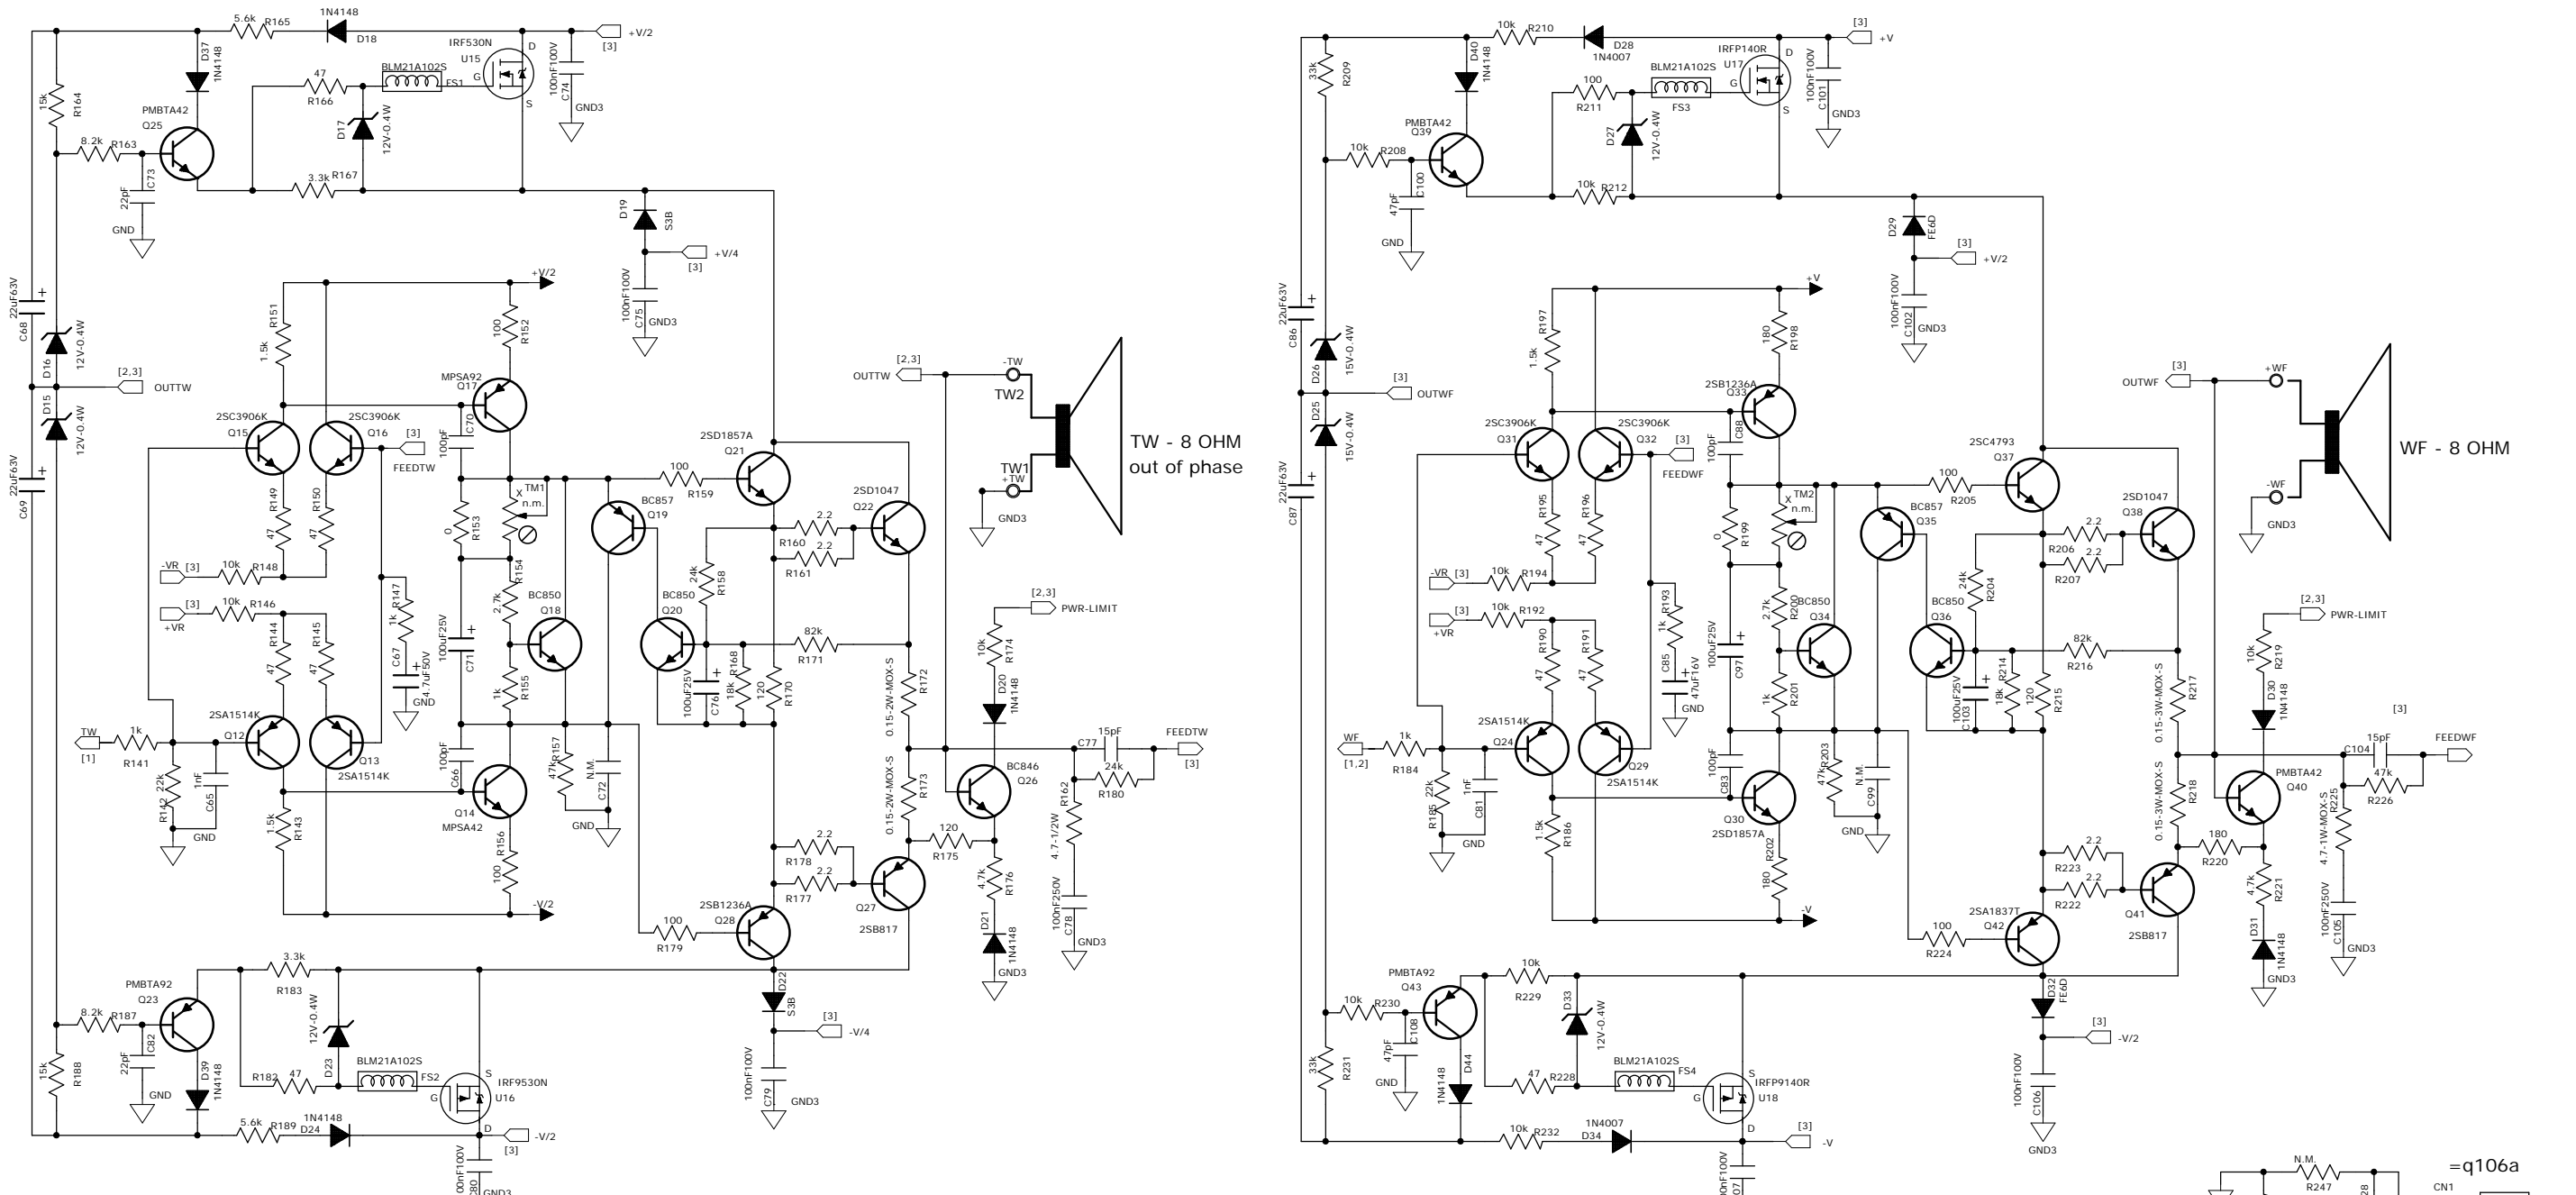 5.6k R165
1N4148
D18
+V/2
[3]
D37
1N4148
IRF530N
U15
D
G
S
BLM21A102S
FS1
47
R166
D17
12V-0.4W
100nF100V
C74
GND3
15k
R164
PMBTA42
Q25
8.2k R163
22pF
C73
GND
3.3k R167
D19
S3B
+V/4
[3]
100nF100V
C75
GND3
22uF63V
C68
D16
12V-0.4W
[2,3]
OUTTW
D15
12V-0.4W
22uF63V
C69
+V/2
R151
1.5k
100
R152
MPSA92
Q17
2SC3906K
Q15
2SC3906K
Q16
[3]
FEEDTW
C70
100pF
R149
47
R150
47
-VR [3]
10k R148
[3]
+VR
10k R146
R144
47
R145
47
R147
1k
C67
4.7uF50V
GND
0
R153
X TM1
n.m.
R154
2.7k
BC857
Q19
100
R159
2SD1857A
Q21
2SD1047
Q22
2.2
R160
2.2
R161
24k
R158
BC850
Q18
BC850
Q20
100uF25V
C71
1k
R155
82k
R171
100uF25V
C76
R168
18k
120
R170
0.15-2W-MOX-S
R172
0.15-2W-MOX-S
R173
TW
[1]
1k
R141
22k
R142
1nF
C65
GND
2SA1514K
Q12
Q13
2SA1514K
1.5k
R143
100pF
C66
Q14
MPSA42
R156
100
-V/2
R157
47k
N.M.
C72
GND
2.2
R178
2.2
R177
2SB1236A
Q28
100
R179
Q27
2SB817
[2,3]
OUTTW
-TW
TW2
TW1
+TW
GND3
TW - 8 OHM
out of phase
[2,3]
PWR-LIMIT
10k
R174
D20
1N4148
BC846
Q26
120
R175
4.7k
R176
D21
1N4148
GND3
C77
15pF
24k
R180
FEEDTW
[3]
R162
4.7-1/2W
100nF250V
C78
GND3
PMBTA92
Q23
3.3k
R183
12V-0.4W
D23
8.2k R187
22pF
C82
GND
15k
R188
D39
1N4148
R182 47
BLM21A102S
FS2
IRF9530N
U16
S
G
D
5.6k R189
1N4148
D24
-V/2
[3]
GND3
D22
S3B
[3]
-V/4
100nF100V
C79
GND3
10k R210
D28
1N4007
[3]
+V
D40
1N4148
IRFP140R
U17
D
G
S
BLM21A102S
FS3
100
R211
D27
12V-0.4W
100nF100V
C101
GND3
33k
R209
PMBTA42
Q39
10k R208
47pF
C100
GND
10k R212
D29
FE6D
[3]
+V/2
100nF100V
C102
GND3
22uF63V
C86
D26
15V-0.4W
[3]
OUTWF
D25
15V-0.4W
22uF63V
C87
+V
R197
1.5k
180
R198
2SB1236A
Q33
2SC3906K
Q31
2SC3906K
Q32
[3]
FEEDWF
C88
100pF
R195
47
R196
47
-VR [3]
10k R194
[3]
+VR
10k R192
R190
47
R191
47
R193
1k
C85
47uF16V
GND
0
R199
X TM2
n.m.
2.7k
R200
BC857
Q35
100
R205
2SC4793
Q37
2SD1047
Q38
2.2
R206
2.2
R207
24k
R204
BC850
Q34
BC850
Q36
100uF25V
C97
1k
R201
82k
R216
100uF25V
C103
R214
18k
120
R215
0.15-3W-MOX-S
R217
0.15-3W-MOX-S
R218
WF
[1,2]
1k
R184
22k
R185
1nF
C81
GND
2SA1514K
Q24
Q29
2SA1514K
1.5k
R186
100pF
C83
Q30
2SD1857A
R202
180
-V
R203
47k
N.M.
C99
GND
2.2
R223
2.2
R222
2SA1837T
Q42
100
R224
Q41
2SB817
[3]
OUTWF
+WF
-WF
GND3
WF - 8 OHM
[2,3]
PWR-LIMIT
10k
R219
D30
1N4148
PMBTA42
Q40
180
R220
4.7k
R221
D31
1N4148
GND3
[3]
C104
15pF
47k
R226
FEEDWF
R225
4.7-1W-MOX-S
100nF250V
C105
GND3
PMBTA92
Q43
10k
R229
D33
12V-0.4W
10k R230
47pF
C108
GND
33k
R231
D44
1N4148
47 R228
BLM21A102S
FS4
IRFP9140R
U18
S
G
D
10k R232
1N4007
D34
[3]
-V
D32
FE6D
[3]
-V/2
100nF100V
C106
GND3
N.M.
R247
=q106a
CN1